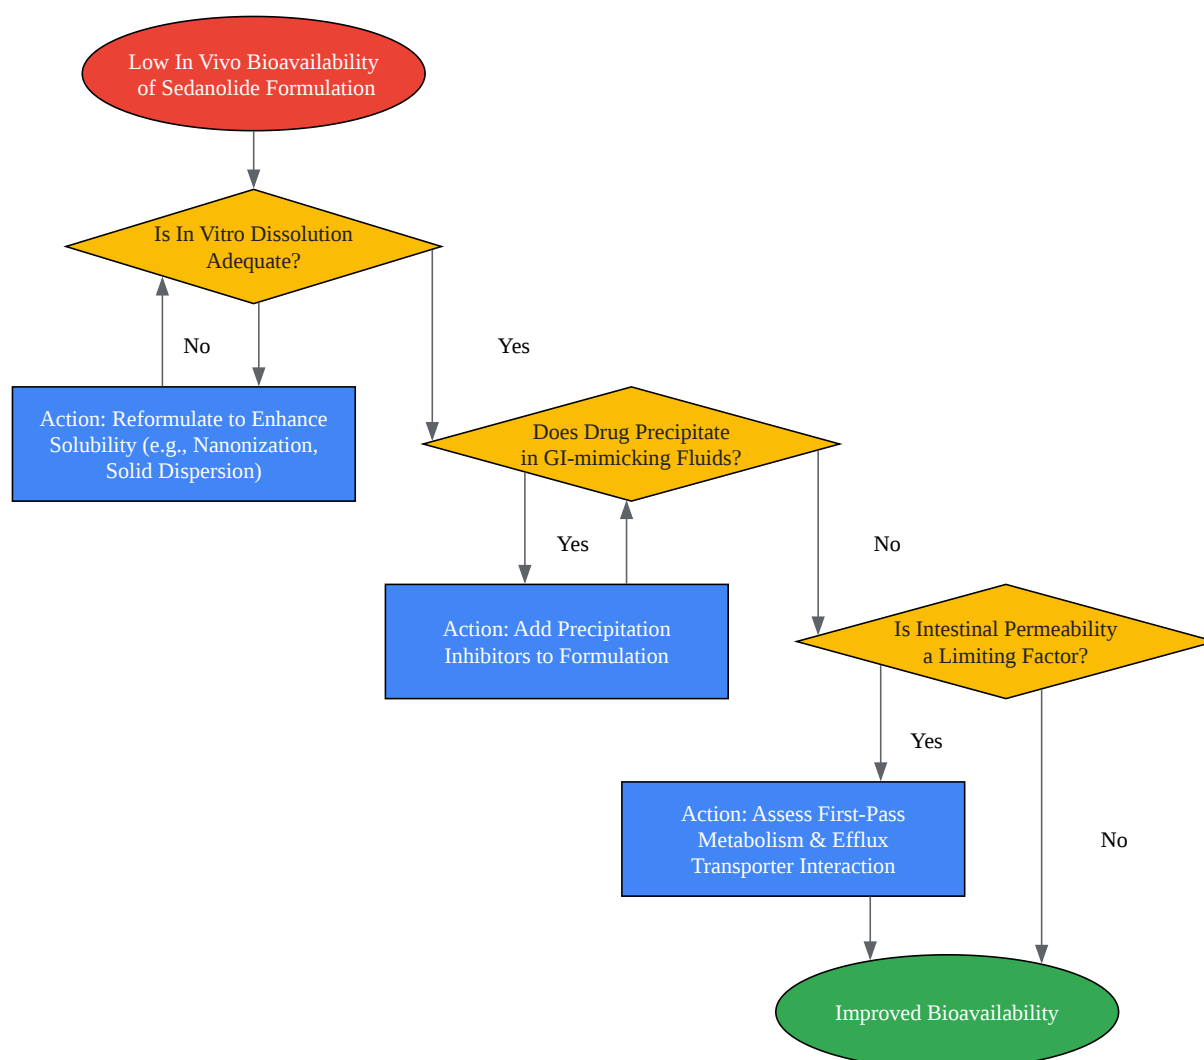 Low In Vivo Bioavailability
of Sedanolide Formulation
Is In Vitro Dissolution
Adequate?
No
Yes
Action: Reformulate to Enhance
Solubility (e.g., Nanonization,
Solid Dispersion)
Does Drug Precipitate
in GI-mimicking Fluids?
Yes
No
Action: Add Precipitation
Inhibitors to Formulation
Is Intestinal Permeability
a Limiting Factor?
Yes
No
Action: Assess First-Pass
Metabolism & Efflux
Transporter Interaction
Improved Bioavailability